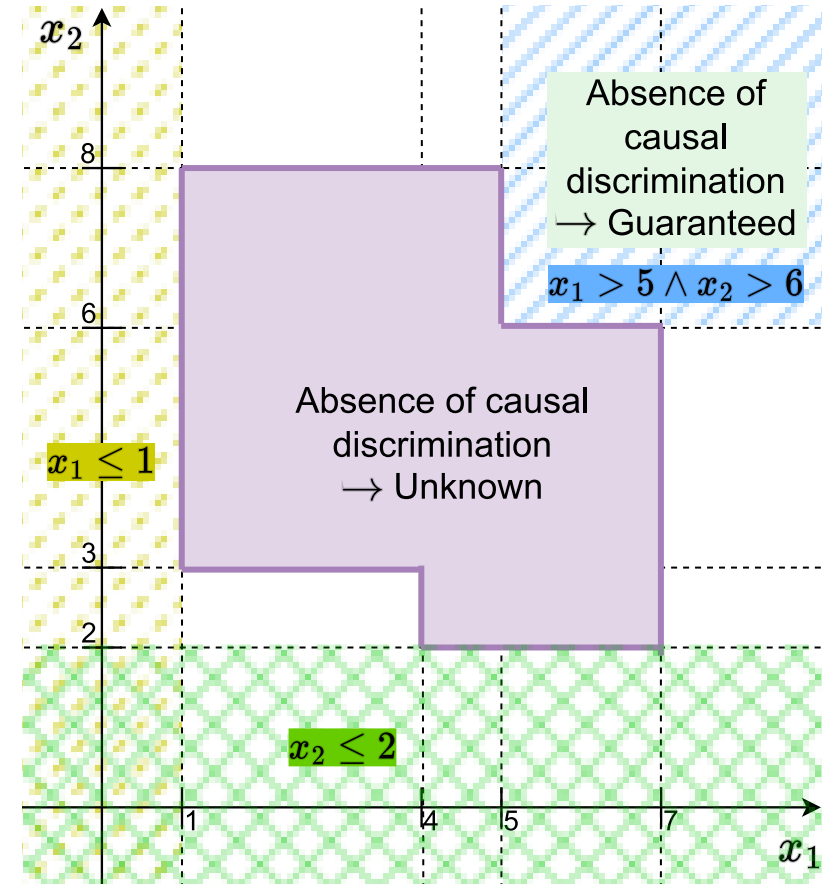 x₂
Absence of
causal
discrimination
→ Guaranteed
x₁ > 5 ∧ x₂ > 6
8
6
Absence of causal
discrimination
→ Unknown
x₁ ≤ 1
3
2
x₂ ≤ 2
1
4
5
7
x₁